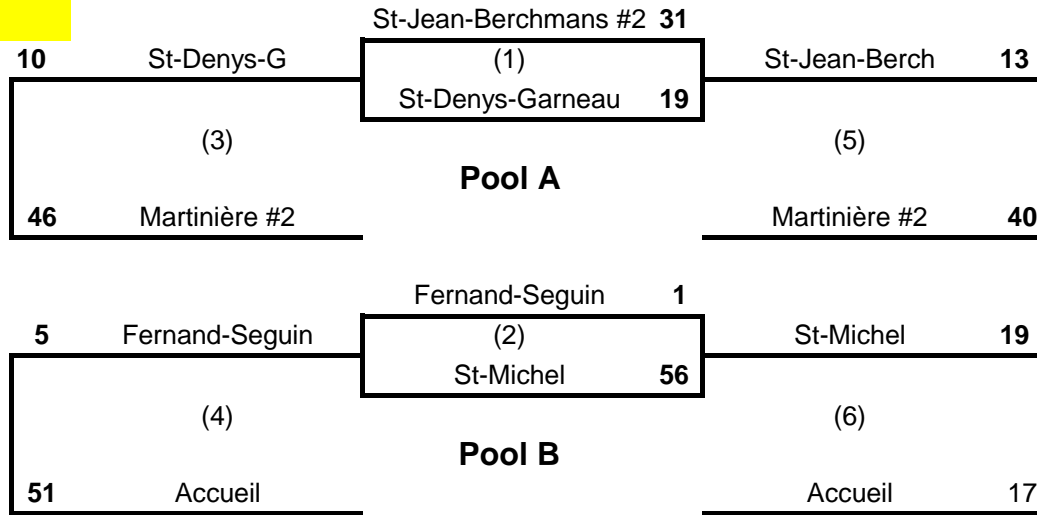 St-Jean-Berchmans #2 31
10 St-Denys-G (1) St-Jean-Berch 13
St-Denys-Garneau 19
(3) (5)
Pool A
46 Martinière #2 Martinière #2 40
Fernand-Seguin 1
5 Fernand-Seguin (2) St-Michel 19
St-Michel 56
(4) (6)
Pool B
51 Accueil Accueil 17